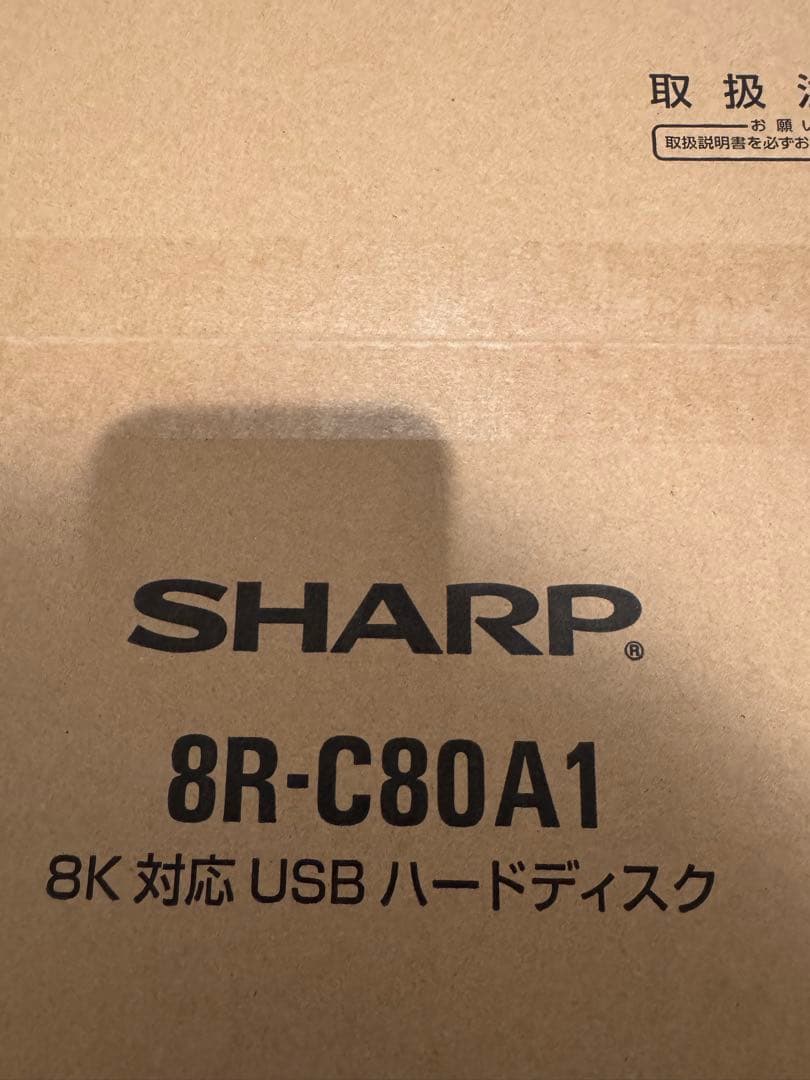 取扱
お願い
取扱説明書を必ずお
SHARP®
8R-C80A1
8K 対応 USB ハードディスク